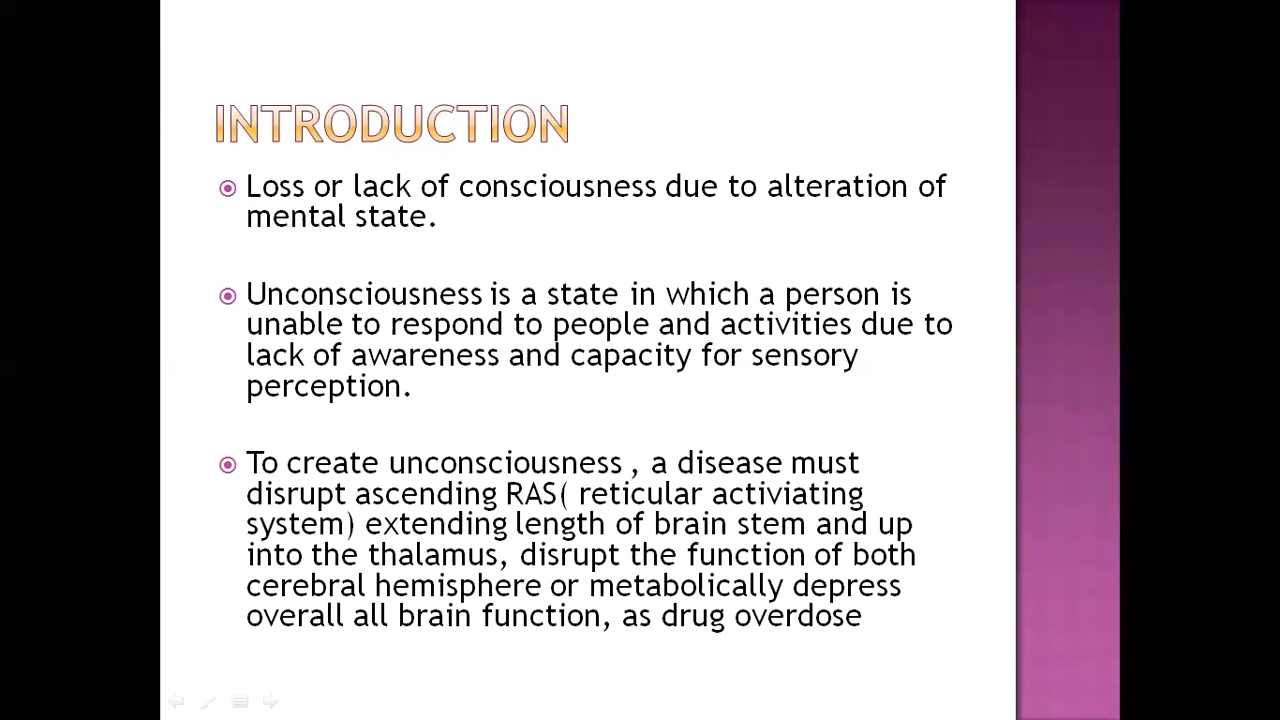 INTRODUCTION
Loss or lack of consciousness due to alteration of
mental state.
Unconsciousness is a state in which a person is
unable to respond to people and activities due to
lack of awareness and capacity for sensory
perception.
To create unconsciousness , a disease must
disrupt ascending RAS( reticular activiating
system) extending length of brain stem and up
into the thalamus, disrupt the function of both
cerebral hemisphere or metabolically depress
overall all brain function, as drug overdose